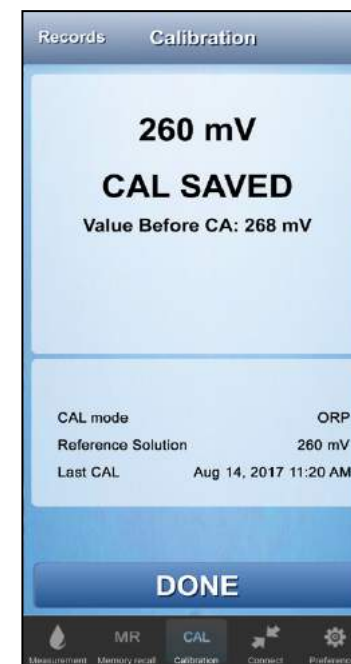 Records Calibration
260 mV
CAL SAVED
Value Before CA: 268 mV
CAL mode ORP
Reference Solution 260 mV
Last CAL Aug 14, 2017 11:20 AM
DONE
MR CAL
Measurement Memory recall Calibration Connect Preference